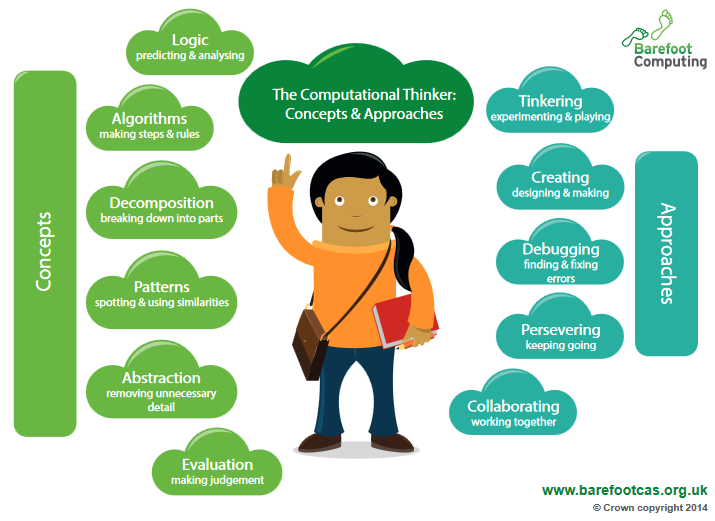 Barefoot
Computing
The Computational Thinker:
Concepts & Approaches
Concepts
Logic
predicting & analysing
Algorithms
making steps & rules
Decomposition
breaking down into parts
Patterns
spotting & using similarities
Abstraction
removing unnecessary
detail
Evaluation
making judgement
Approaches
Tinkering
experimenting & playing
Creating
designing & making
Debugging
finding & fixing
errors
Persevering
keeping going
Collaborating
working together
www.barefootcas.org.uk
© Crown copyright 2014